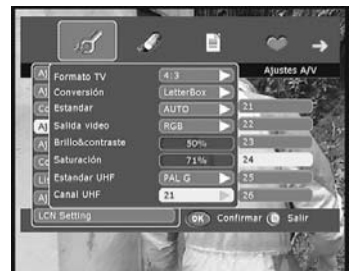 Ajustes A/V
Formato TV 4:3
Conversión LetterBox
Estandar AUTO
Salida video RGB
Brillo&contraste 50%
Saturación 71%
Estandar UHF PAL G
Canal UHF 21
21
22
23
24
25
26
LCN Setting
OK Confirmar Salir